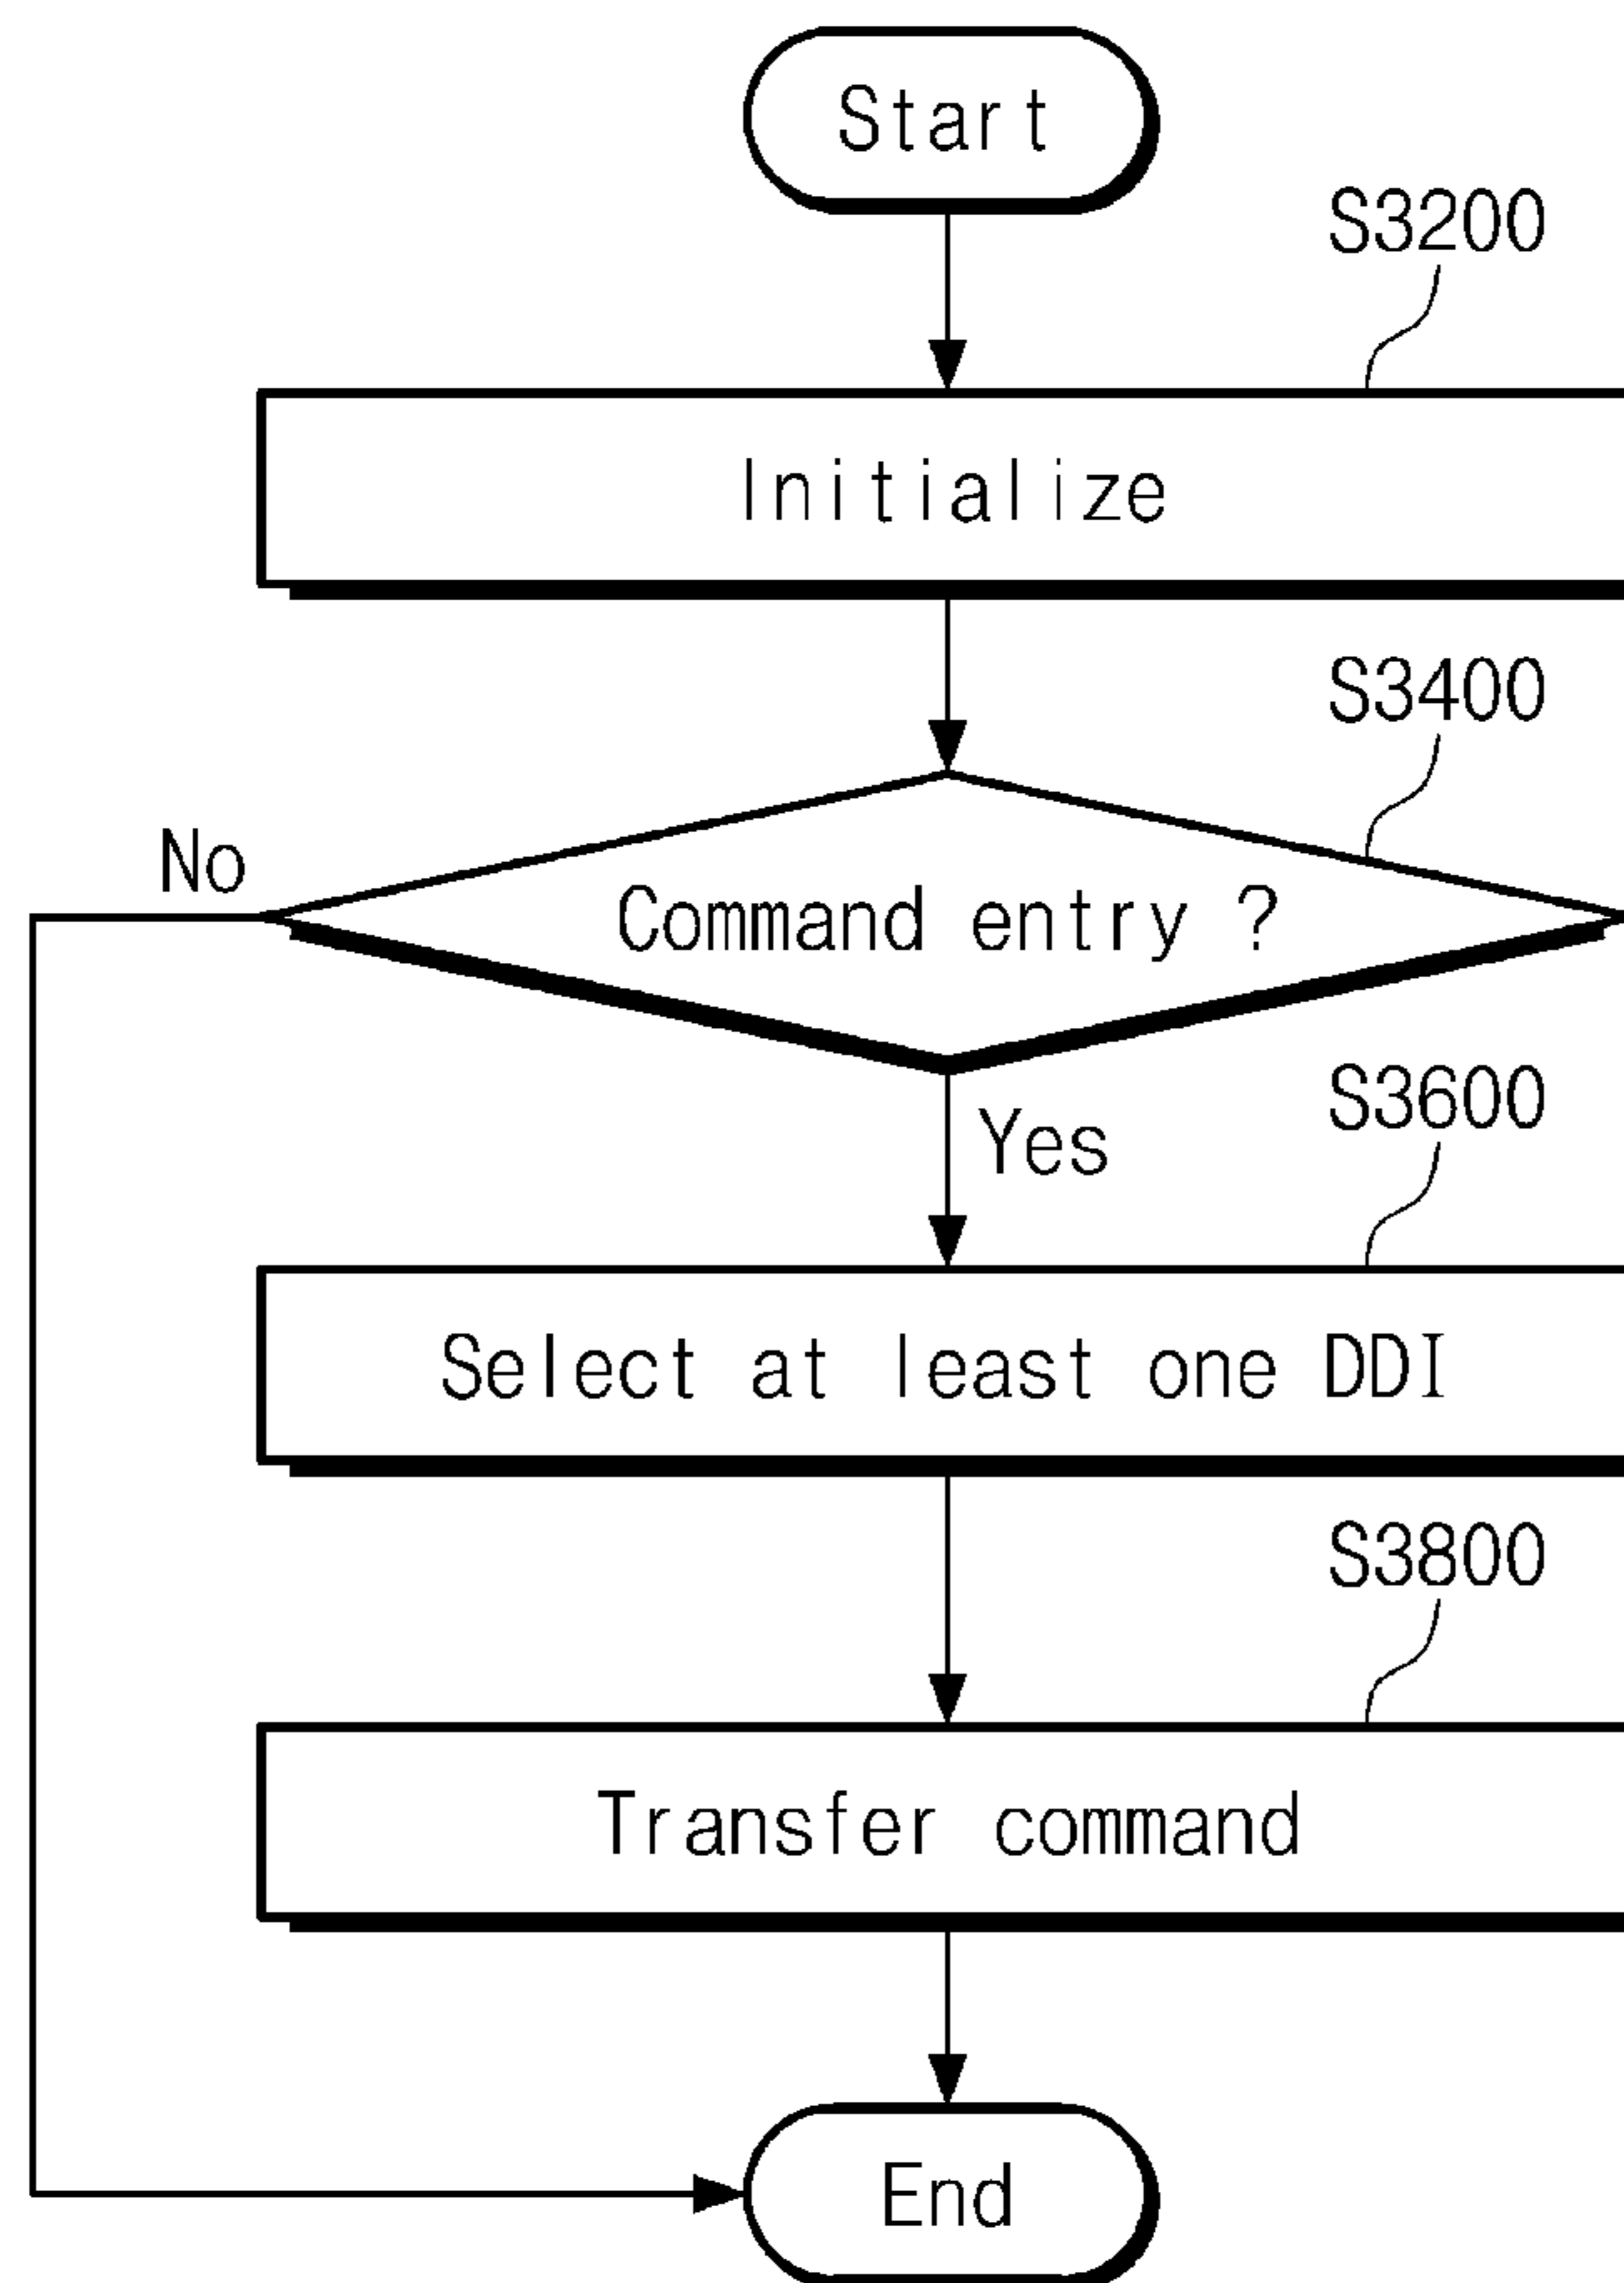 Start
S3200
Initialize
S3400
No
Command entry ?
Yes
S3600
Select at least one DDI
S3800
Transfer command
End